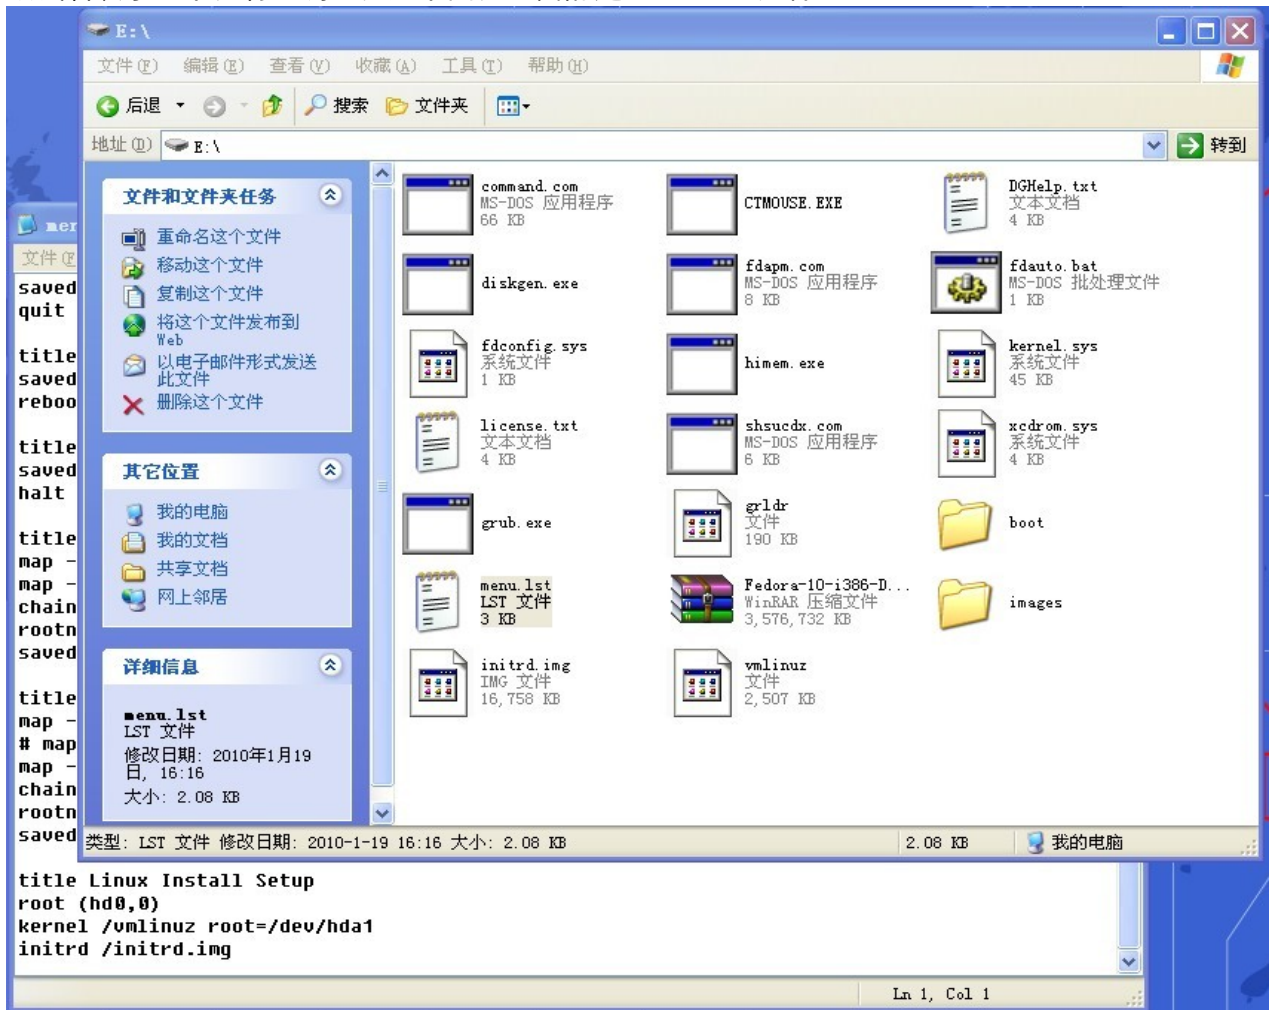 E:\
文件(F) 编辑(E) 查看(V) 收藏(A) 工具(T) 帮助(H)
后退 搜索 文件夹
地址(D) E:\ 转到
文件和文件夹任务
重命名这个文件
移动这个文件
复制这个文件
将这个文件发布到
Web
以电子邮件形式发送
此文件
删除这个文件
其它位置
我的电脑
我的文档
共享文档
网上邻居
详细信息
menu.lst
LST 文件
修改日期: 2010年1月19
日, 16:16
大小: 2.08 KB
command.com
MS-DOS 应用程序
66 KB
CTMOUSE.EXE
DGHelp.txt
文本文档
4 KB
diskgen.exe
fdapm.com
MS-DOS 应用程序
8 KB
fdauto.bat
MS-DOS 批处理文件
1 KB
fdconfig.sys
系统文件
1 KB
himem.exe
kernel.sys
系统文件
45 KB
license.txt
文本文档
4 KB
shsucdx.com
MS-DOS 应用程序
6 KB
xcdrom.sys
系统文件
4 KB
grub.exe
grldr
文件
190 KB
boot
menu.lst
LST 文件
3 KB
Fedora-10-i386-D...
WinRAR 压缩文件
3,576,732 KB
images
initrd.img
IMG 文件
16,758 KB
vmlinuz
文件
2,507 KB
类型: LST 文件 修改日期: 2010-1-19 16:16 大小: 2.08 KB 2.08 KB 我的电脑
men
文件(F
saved
quit
title
saved
reboo
title
saved
halt
title
map -
map -
chain
rootn
saved
title
map -
# map
map -
chain
rootn
saved
title Linux Install Setup
root (hd0,0)
kernel /vmlinuz root=/dev/hda1
initrd /initrd.img
Ln 1, Col 1